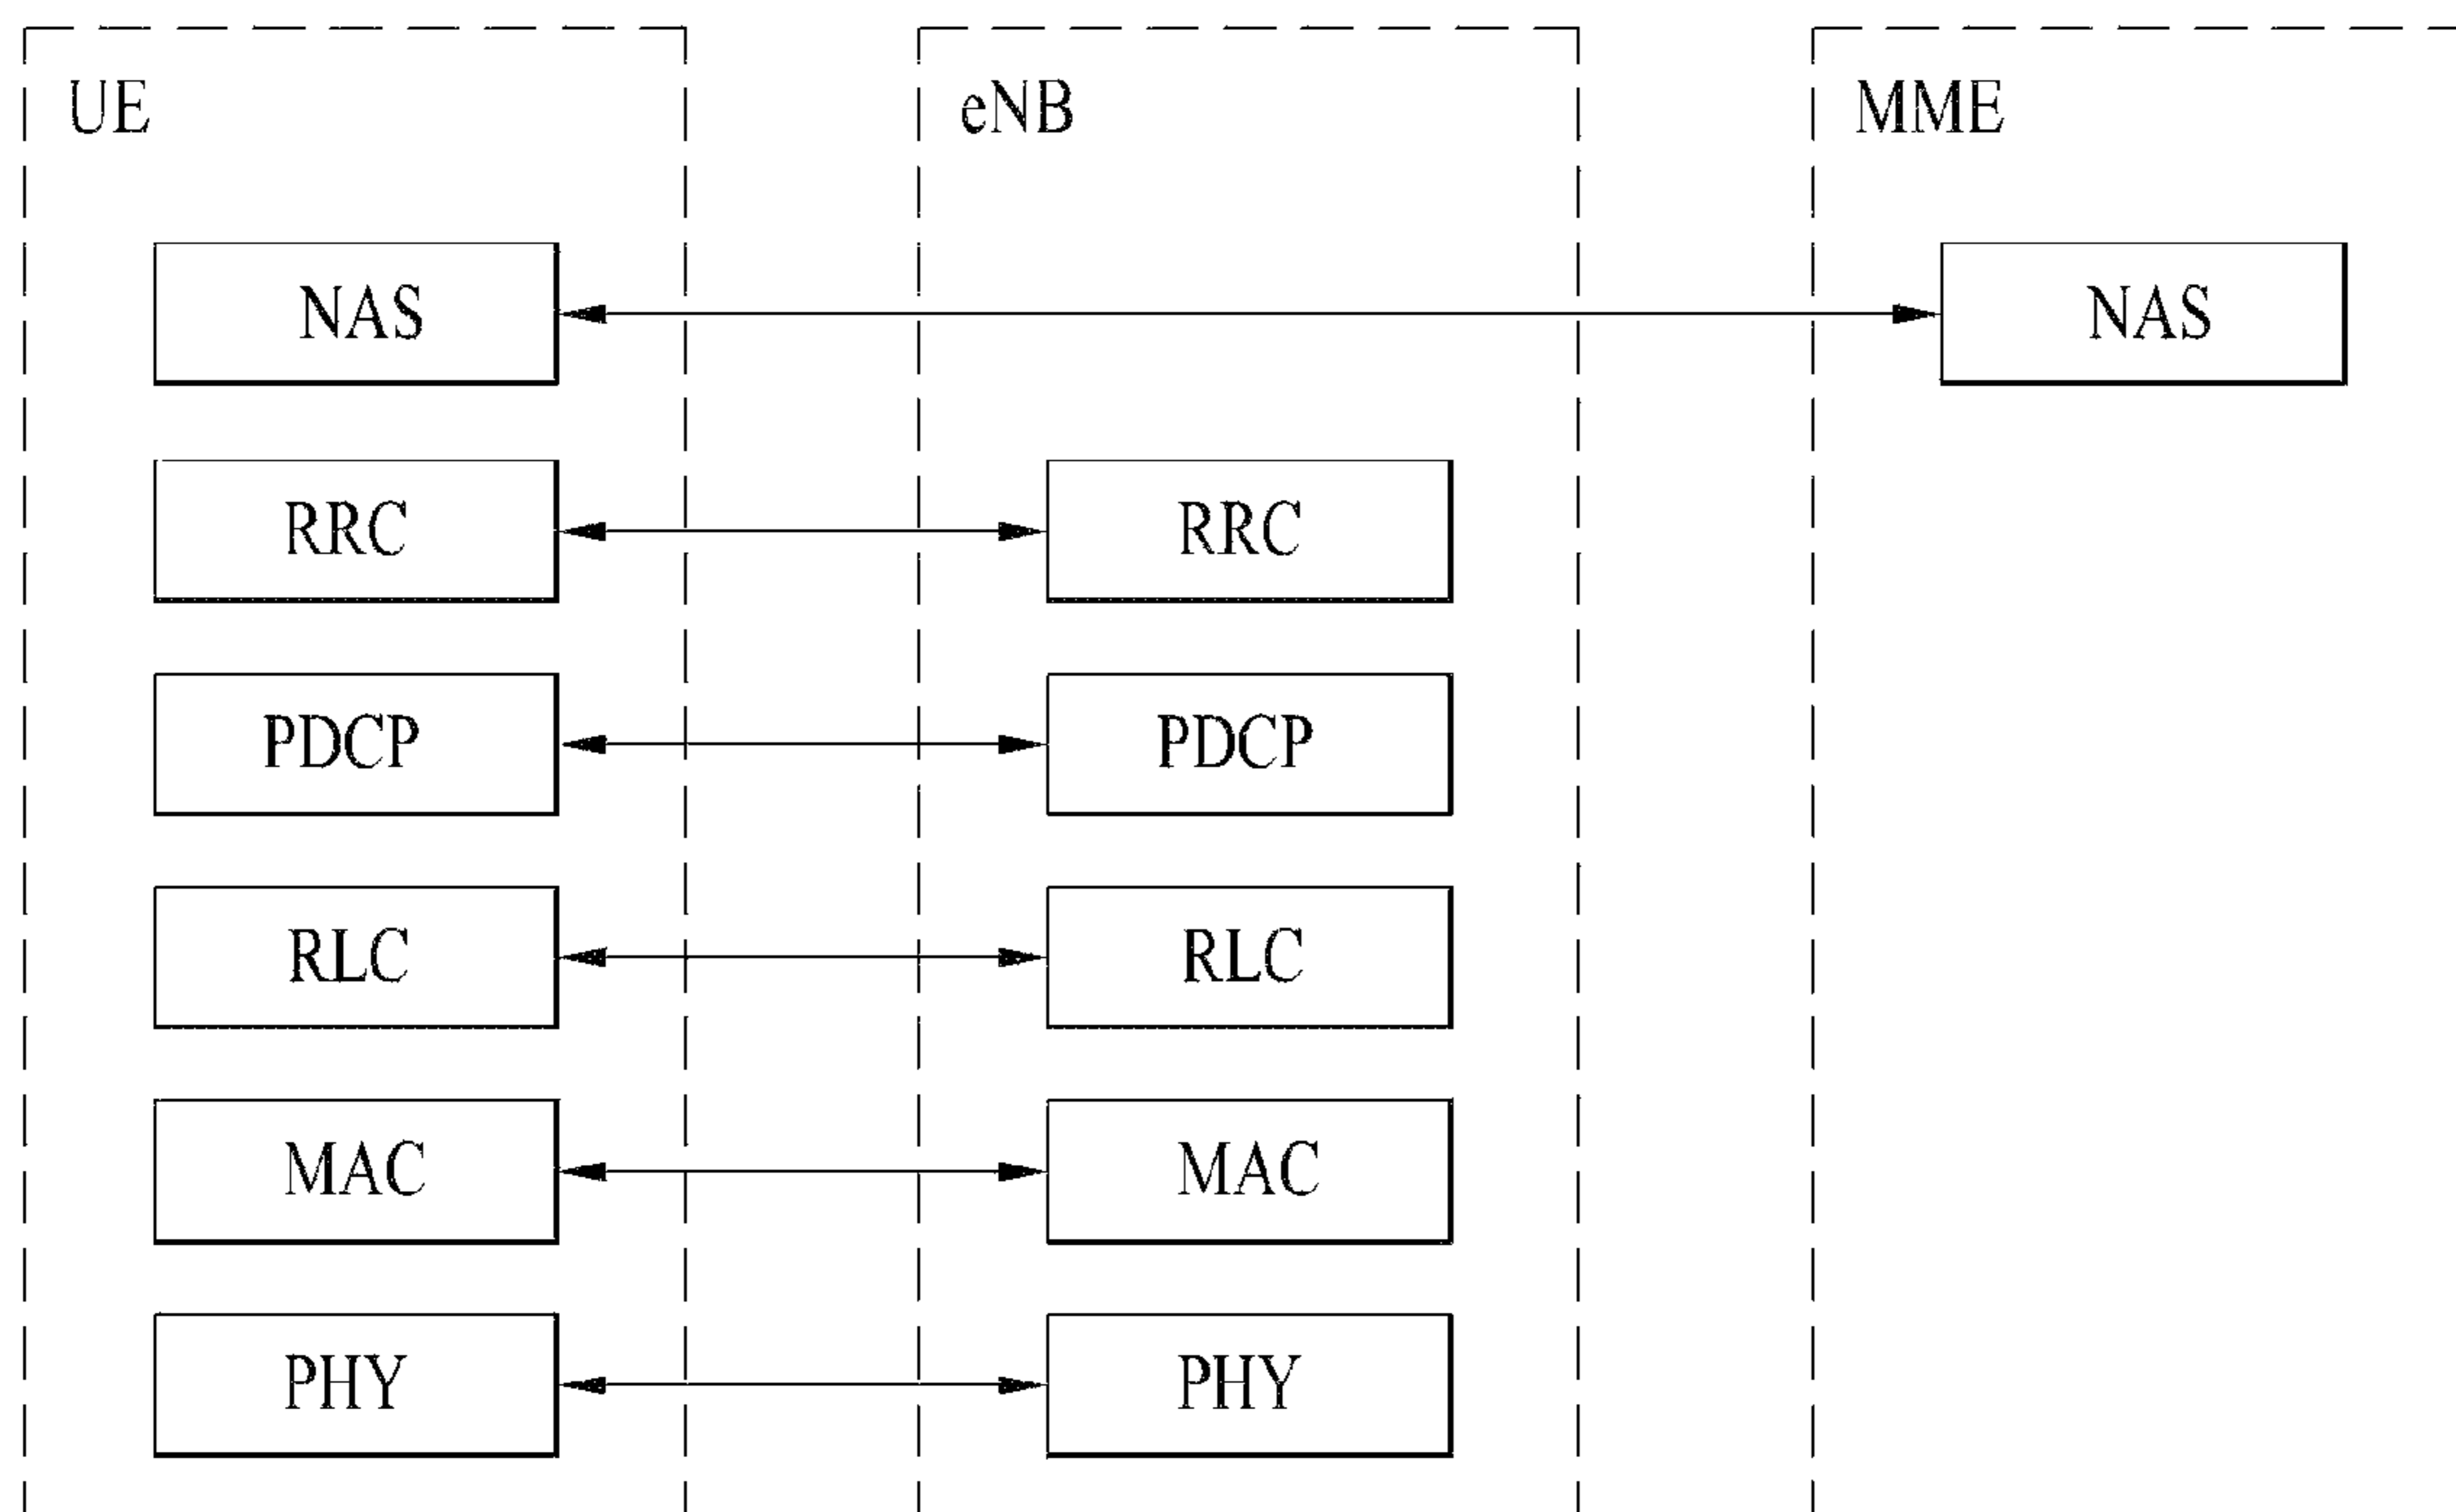 UE eNB MME
NAS NAS
RRC RRC
PDCP PDCP
RLC RLC
MAC MAC
PHY PHY